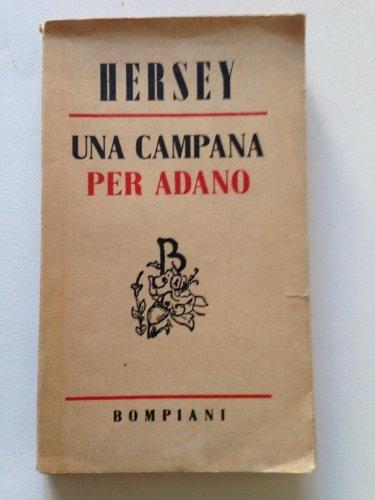 HERSEY
UNA CAMPANA
PER ADANO
B
BOMPIANI